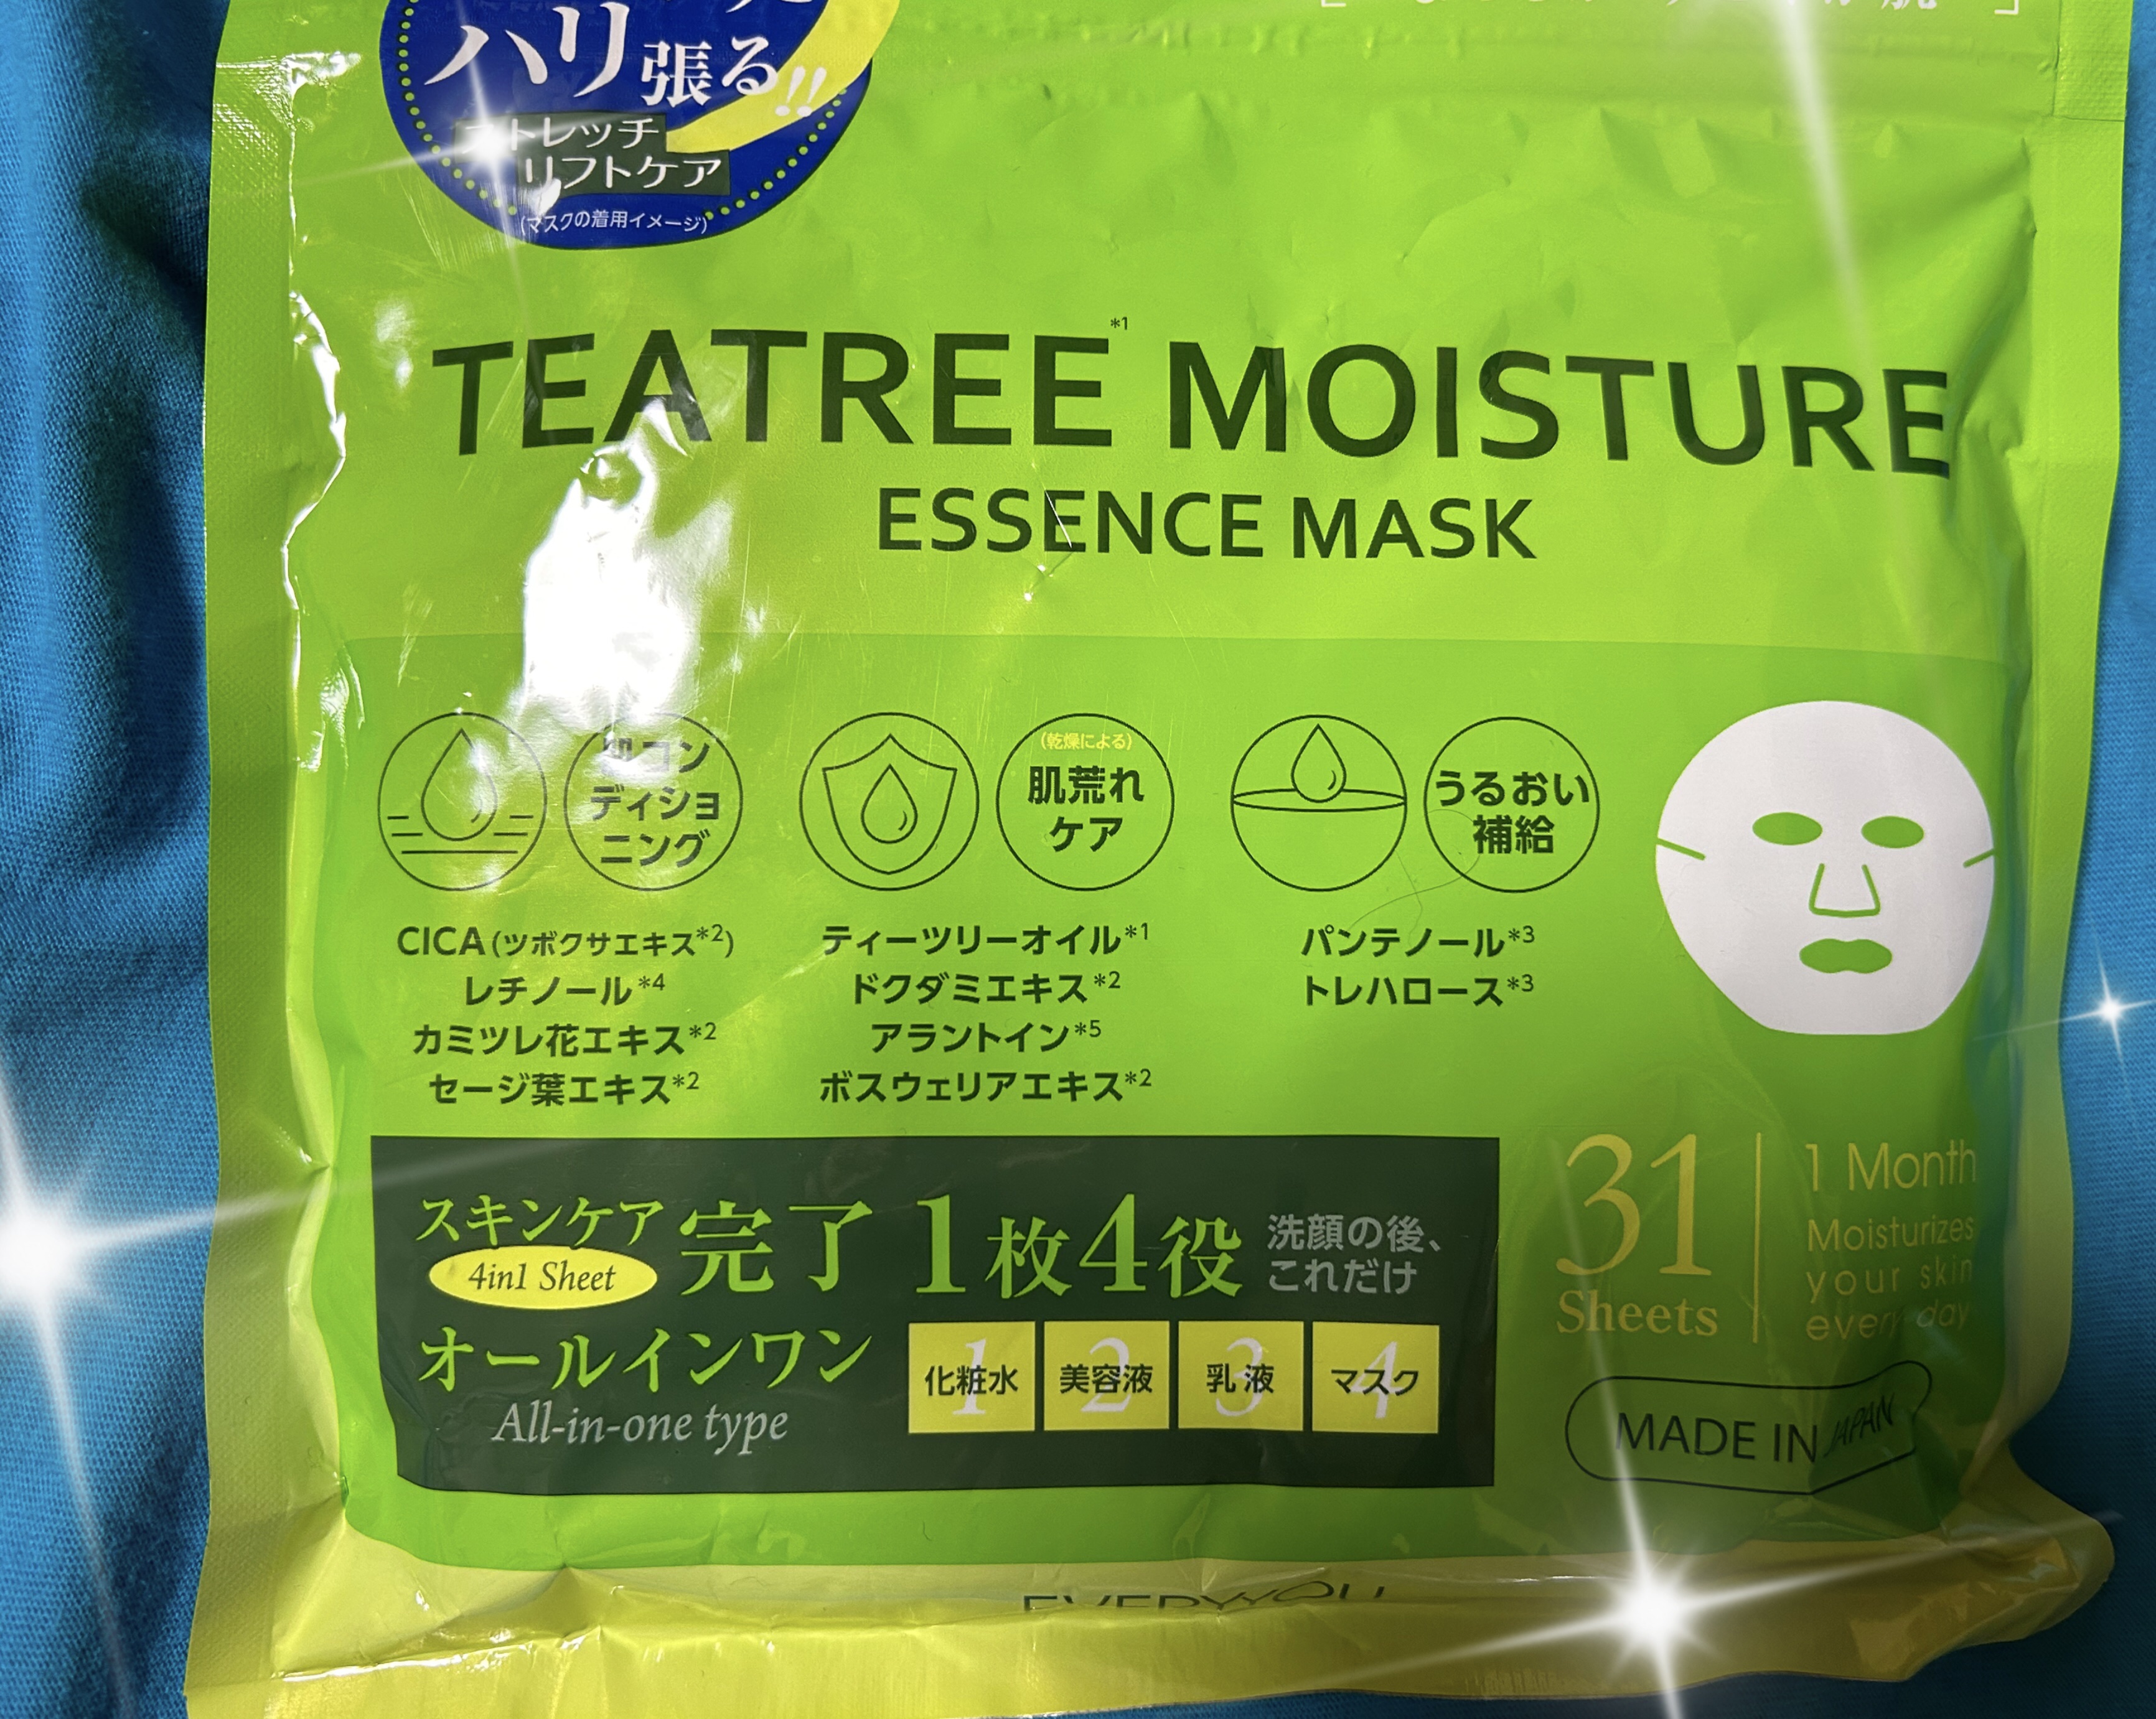 ハリ張る!!
ストレッチ
リフトケア
(マスクの着用イメージ)
TEATREE*1 MOISTURE
ESSENCE MASK
肌コン
ディショ
ニング
CICA(ツボクサエキス*2)
レチノール*4
カミツレ花エキス*2
セージ葉エキス*2
(乾燥による)
肌荒れ
ケア
ティーツリーオイル*1
ドクダミエキス*2
アラントイン*5
ボスウェリアエキス*2
うるおい
補給
パンテノール*3
トレハロース*3
スキンケア完了 1枚4役
4in1 Sheet
洗顔の後、
これだけ
オールインワン
All-in-one type
1 化粧水
2 美容液
3 乳液
4 マスク
31
Sheets
1 Month
Moisturizes
your skin
every day
MADE IN JAPAN
EVERYYOU